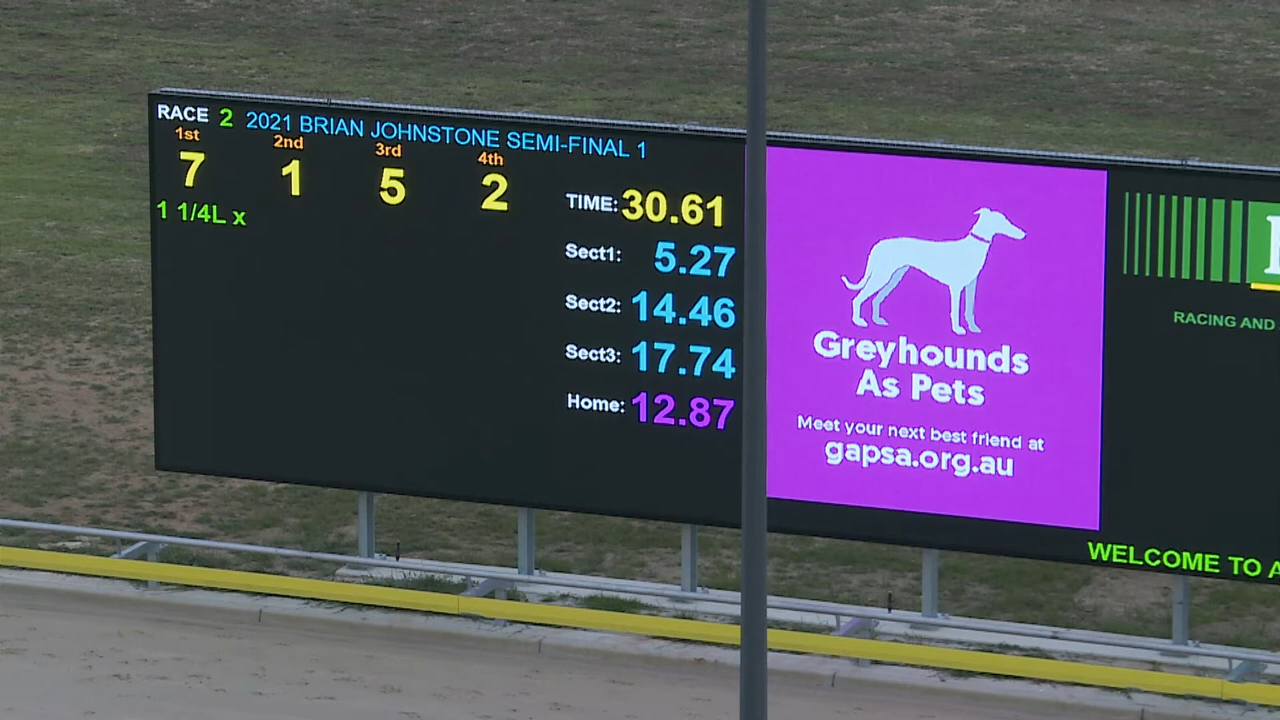 RACE 2 2021 BRIAN JOHNSTONE SEMI-FINAL 1
1st 2nd 3rd 4th
7 1 5 2
1 1/4L x
TIME: 30.61
Sect1: 5.27
Sect2: 14.46
Sect3: 17.74
Home: 12.87
Greyhounds
As Pets
Meet your next best friend at
gapsa.org.au
RACING AND
WELCOME TO